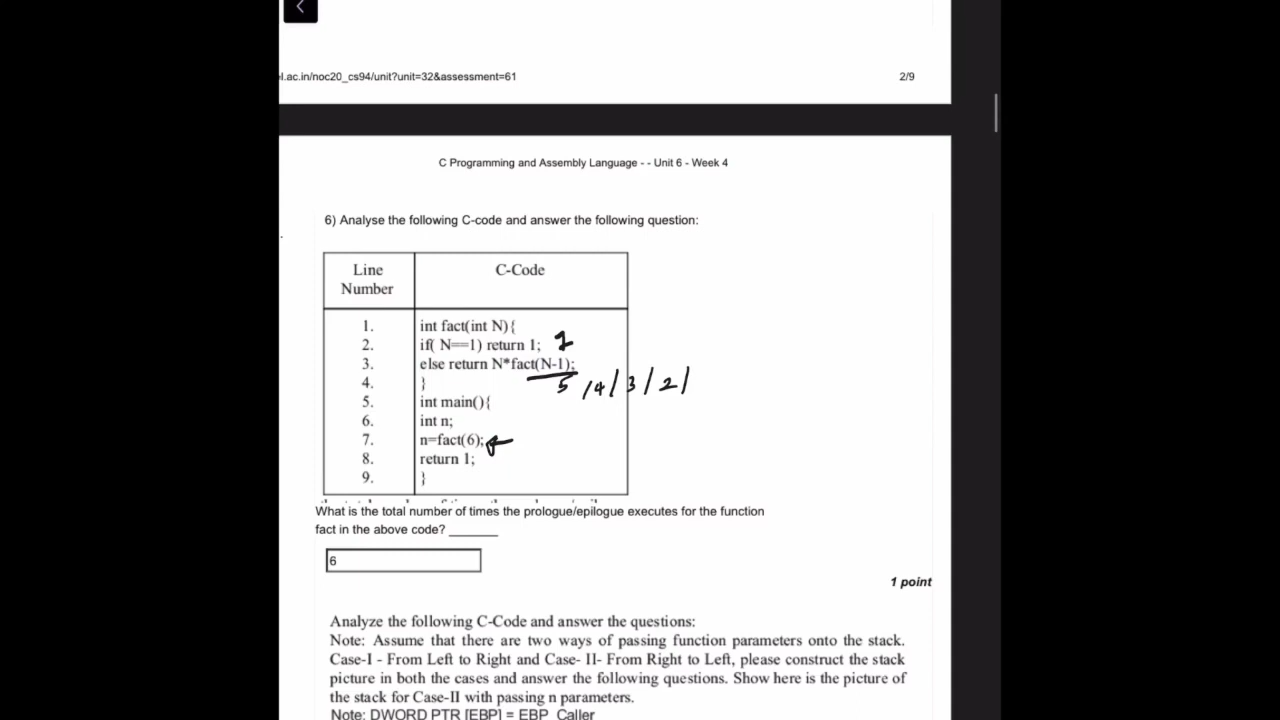 l.ac.in/noc20_cs94/unit?unit=32&assessment=61 2/9
C Programming and Assembly Language - - Unit 6 - Week 4
6) Analyse the following C-code and answer the following question:
Line Number C-Code
1. int fact(int N){
2. if( N==1) return 1; 1
3. else return N*fact(N-1);
4. } 5 /4/ 3 / 2 /
5. int main(){
6. int n;
7. n=fact(6);
8. return 1;
9. }
What is the total number of times the prologue/epilogue executes for the function
fact in the above code? ______
6
1 point
Analyze the following C-Code and answer the questions:
Note: Assume that there are two ways of passing function parameters onto the stack.
Case-I - From Left to Right and Case- II- From Right to Left, please construct the stack
picture in both the cases and answer the following questions. Show here is the picture of
the stack for Case-II with passing n parameters.
Note: DWORD PTR [EBP] = EBP_Caller